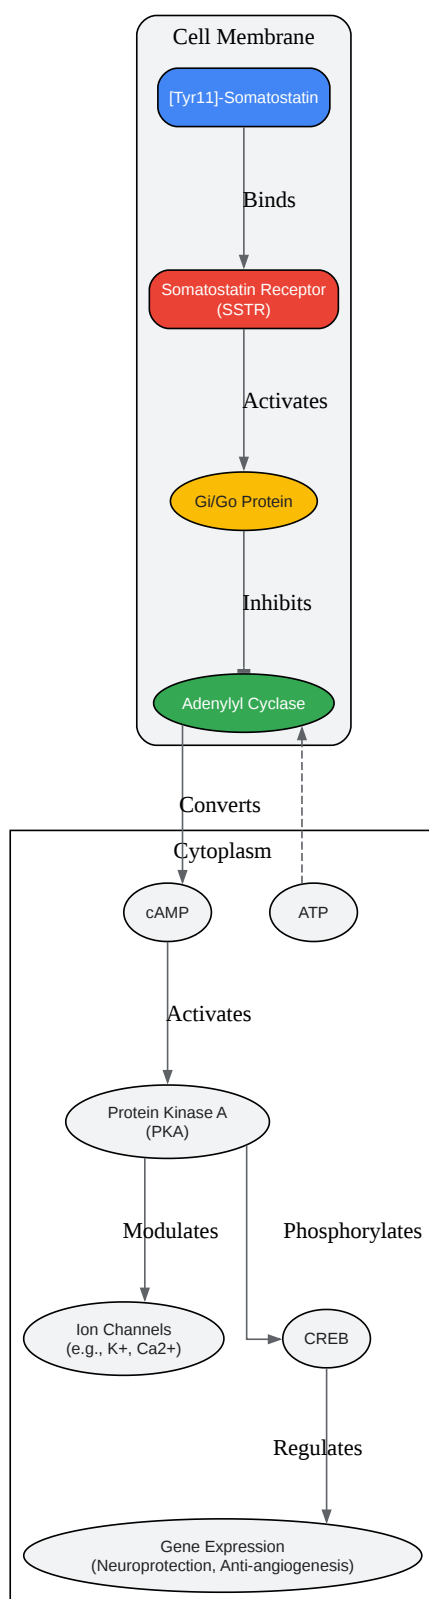 Cell Membrane
[Tyr11]-Somatostatin
Binds
Somatostatin Receptor
(SSTR)
Activates
Gi/Go Protein
Inhibits
Adenylyl Cyclase
Converts
Cytoplasm
cAMP
ATP
Activates
Protein Kinase A
(PKA)
Modulates
Phosphorylates
Ion Channels
(e.g., K+, Ca2+)
CREB
Regulates
Gene Expression
(Neuroprotection, Anti-angiogenesis)